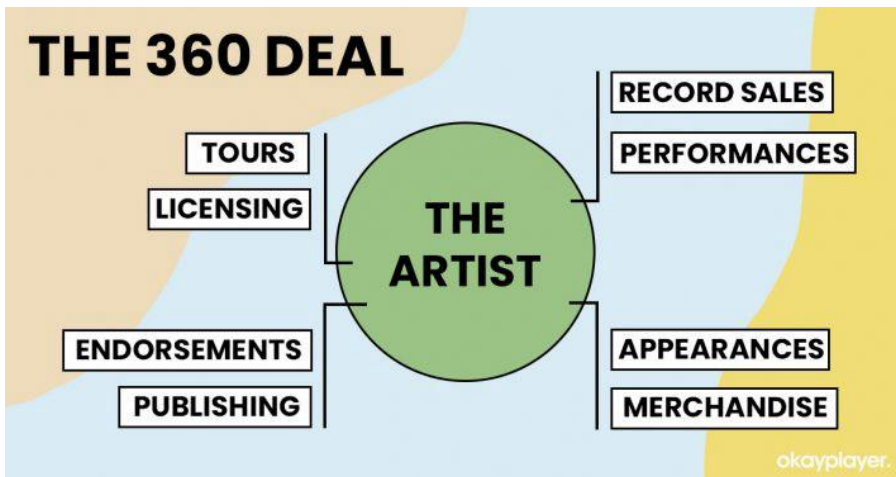 THE 360 DEAL
TOURS
LICENSING
ENDORSEMENTS
PUBLISHING
THE
ARTIST
RECORD SALES
PERFORMANCES
APPEARANCES
MERCHANDISE
okayplayer.